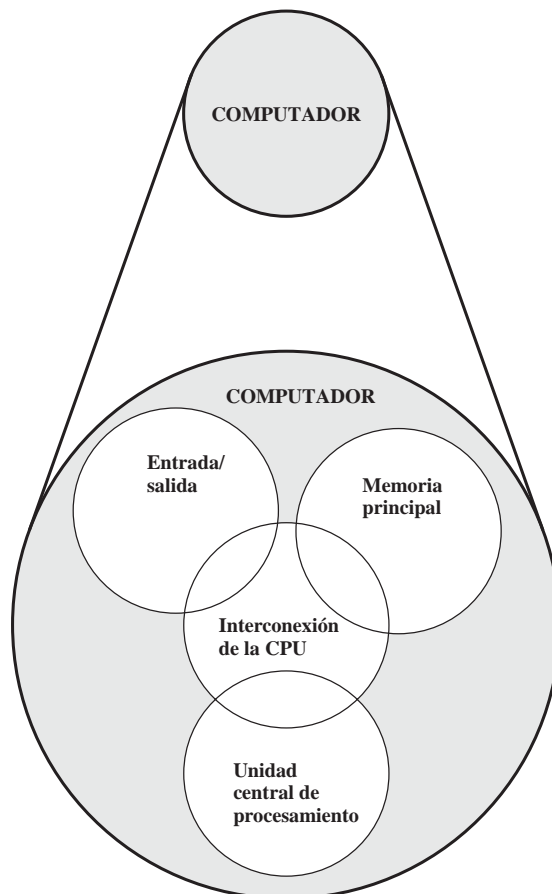 COMPUTADOR
COMPUTADOR
Entrada/
salida
Memoria
principal
Interconexión
de la CPU
Unidad
central de
procesamiento